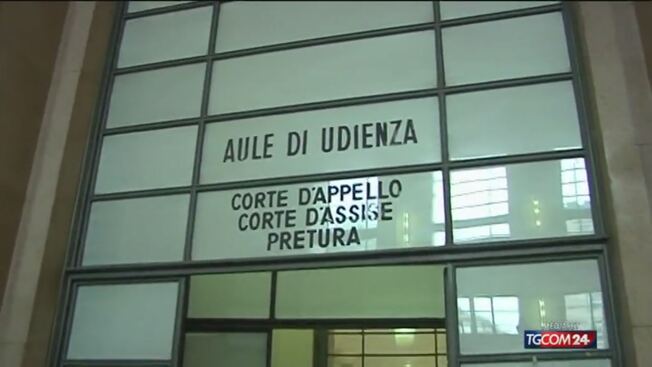 AULE DI UDIENZA
CORTE D'APPELLO
CORTE D'ASSISE
PRETURA
TGCOM24